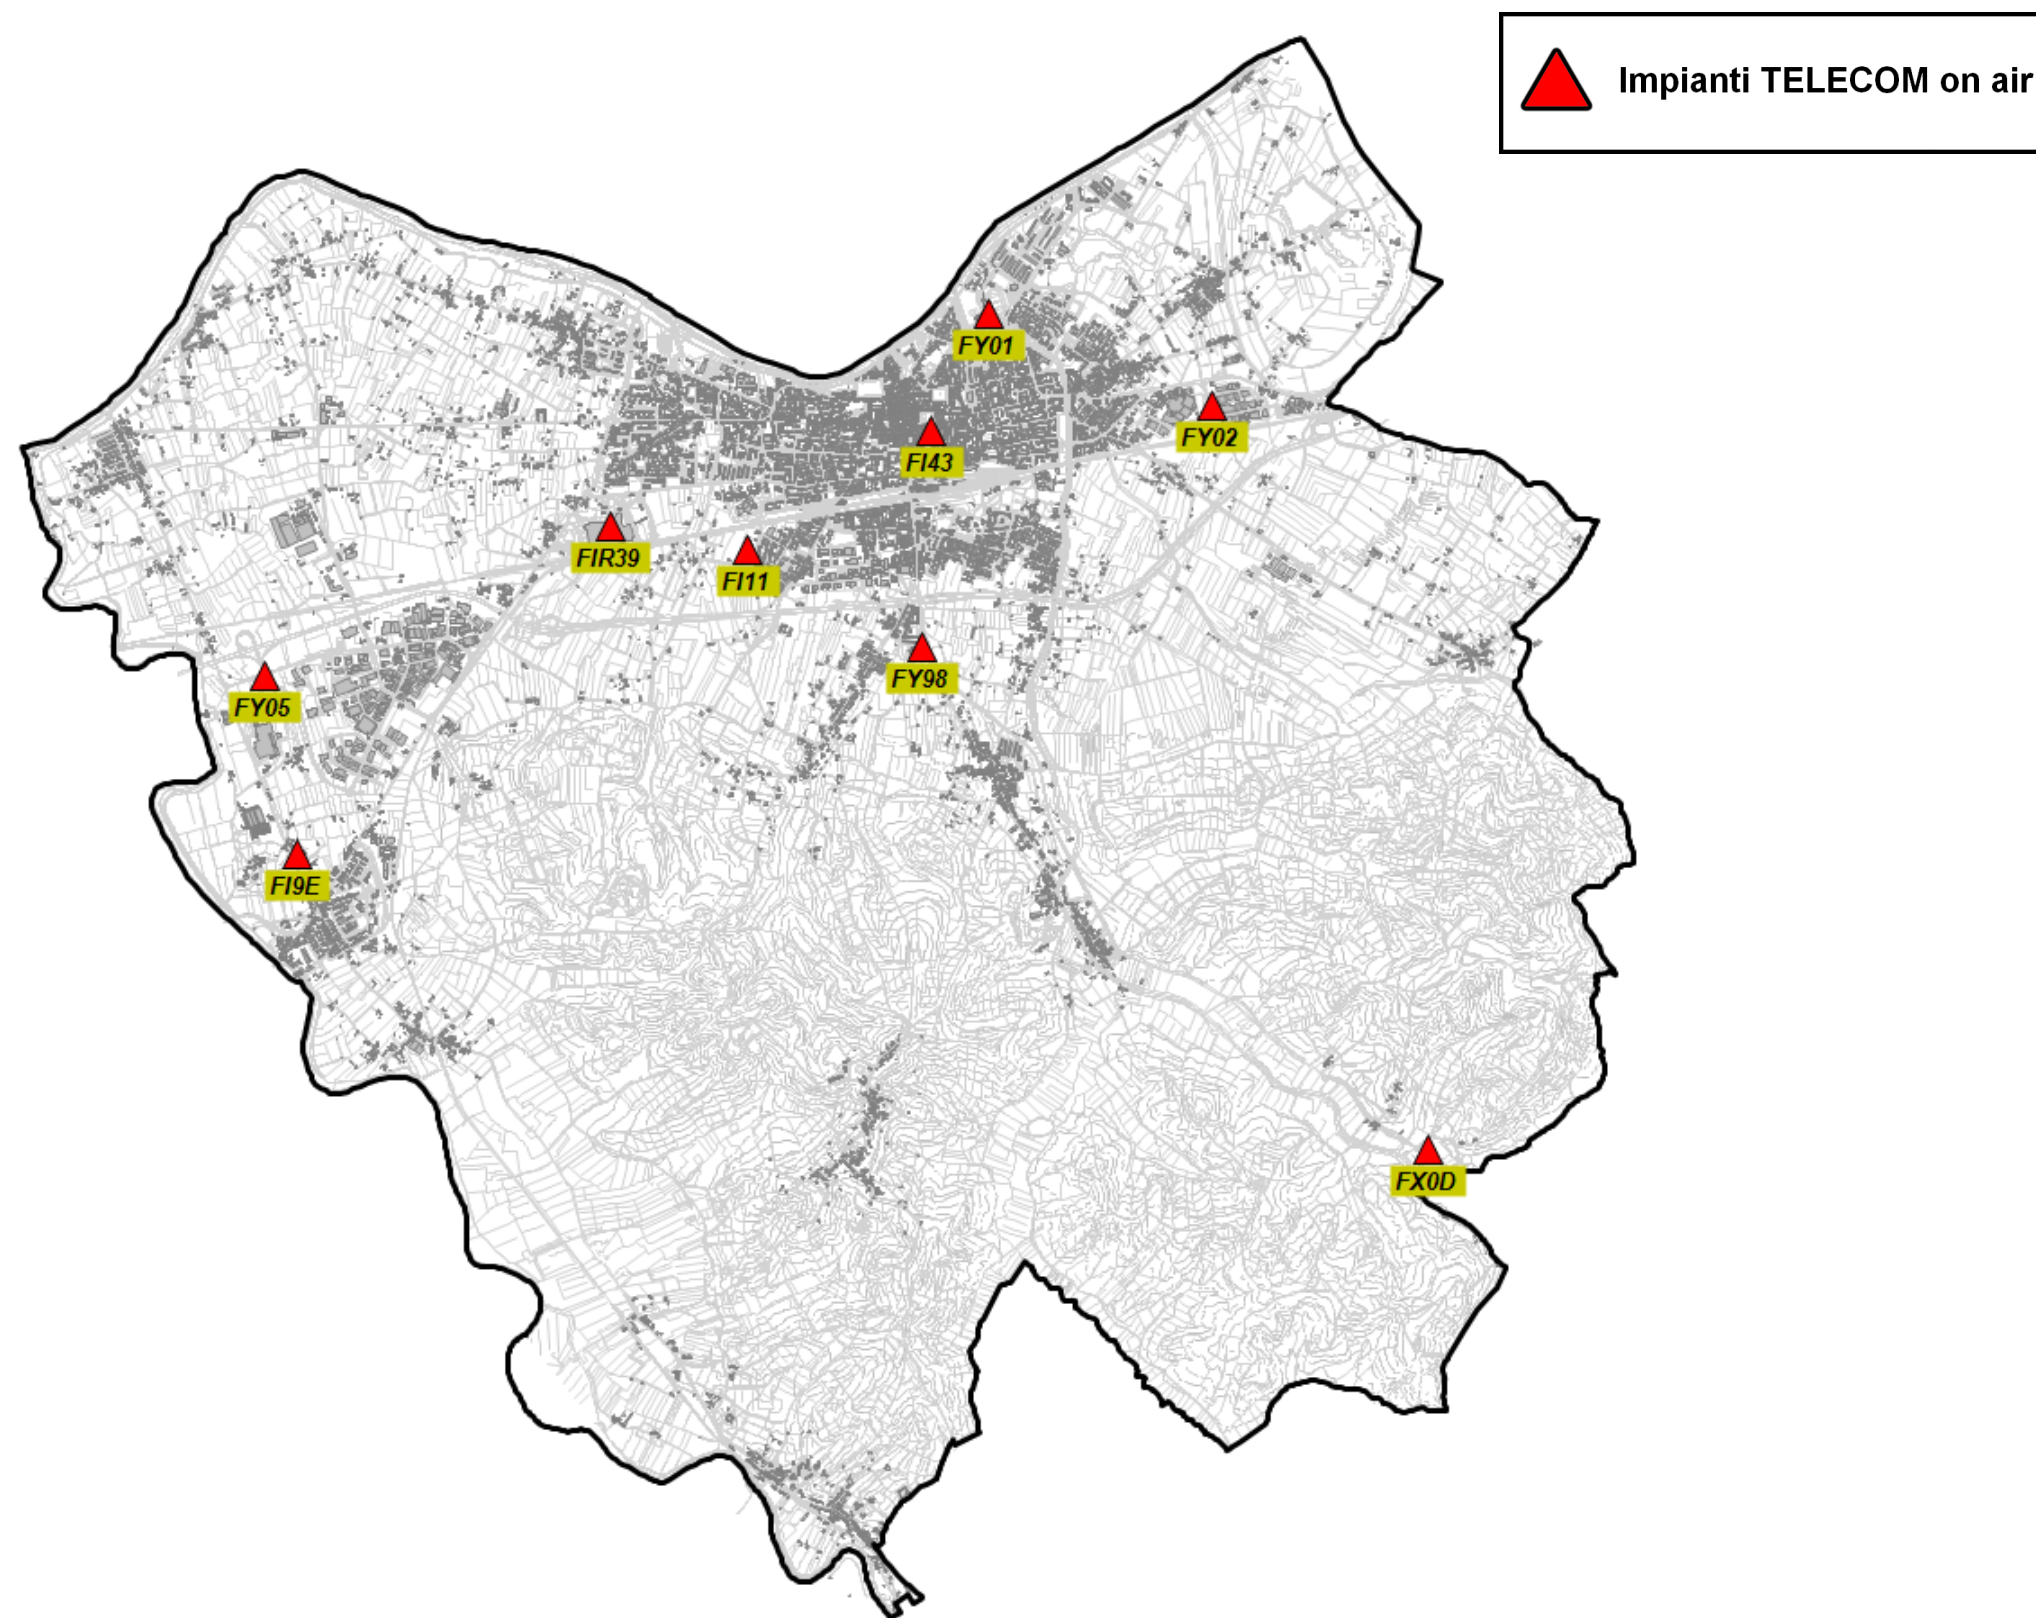 Impianti TELECOM on air
FY01
FY02
FI43
FIR39
FI11
FY98
FY05
FI9E
FX0D